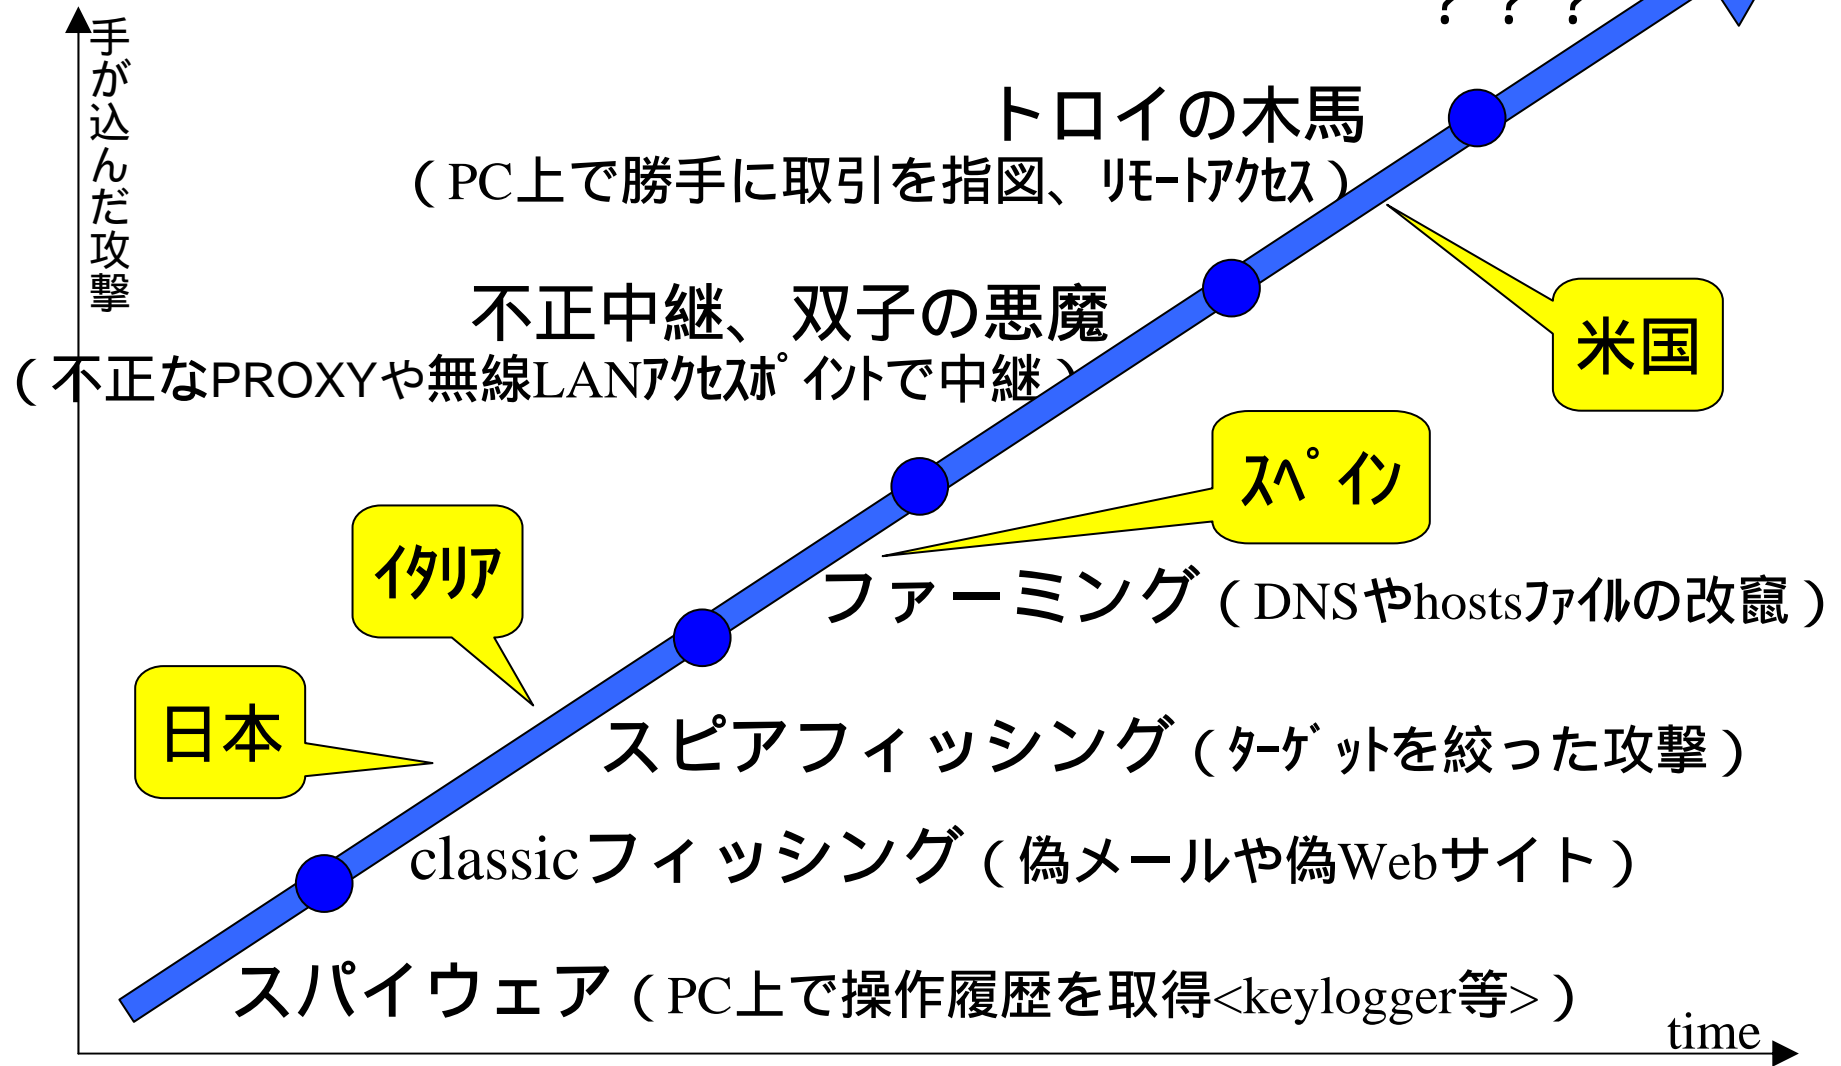 手が込んだ攻撃
？？？
トロイの木馬
（PC上で勝手に取引を指図、ﾘﾓｰﾄｱｸｾｽ）
米国
不正中継、双子の悪魔
（不正なPROXYや無線LANｱｸｾｽﾎﾟｲﾝﾄで中継）
ｽﾍﾟｲﾝ
ｲﾀﾘｱ
ファーミング（DNSやhostsﾌｧｲﾙの改竄）
日本
スピアフィッシング（ﾀｰｹﾞｯﾄを絞った攻撃）
classicフィッシング（偽メールや偽Webサイト）
スパイウェア（PC上で操作履歴を取得<keylogger等>）
time